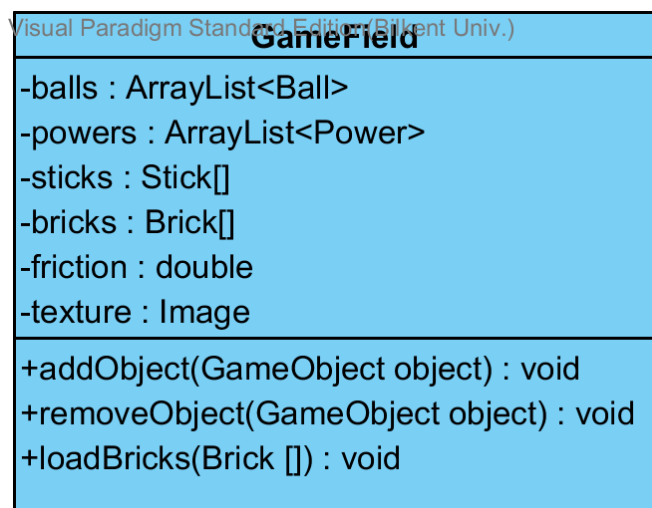 Visual Paradigm Standard Edition(Bilkent Univ.)
GameField
-balls : ArrayList<Ball>
-powers : ArrayList<Power>
-sticks : Stick[]
-bricks : Brick[]
-friction : double
-texture : Image
+addObject(GameObject object) : void
+removeObject(GameObject object) : void
+loadBricks(Brick []) : void